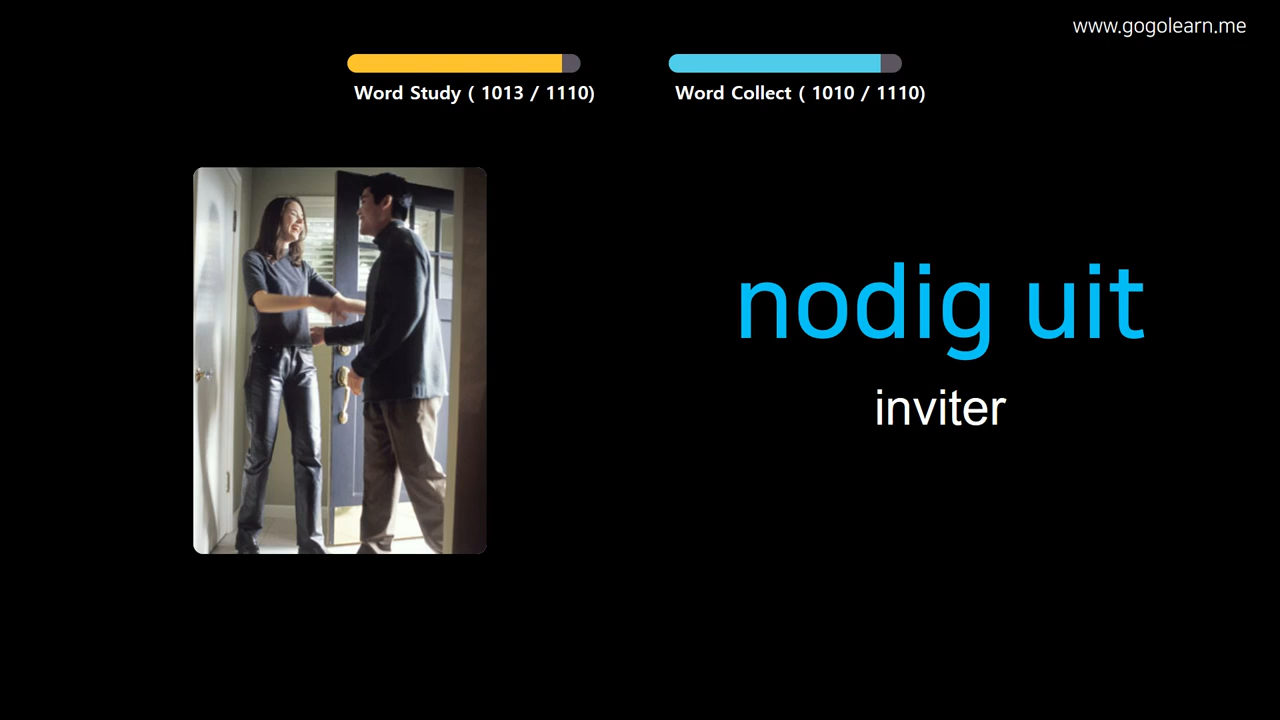 www.gogolearn.me
Word Study ( 1013 / 1110)
Word Collect ( 1010 / 1110)
nodig uit
inviter